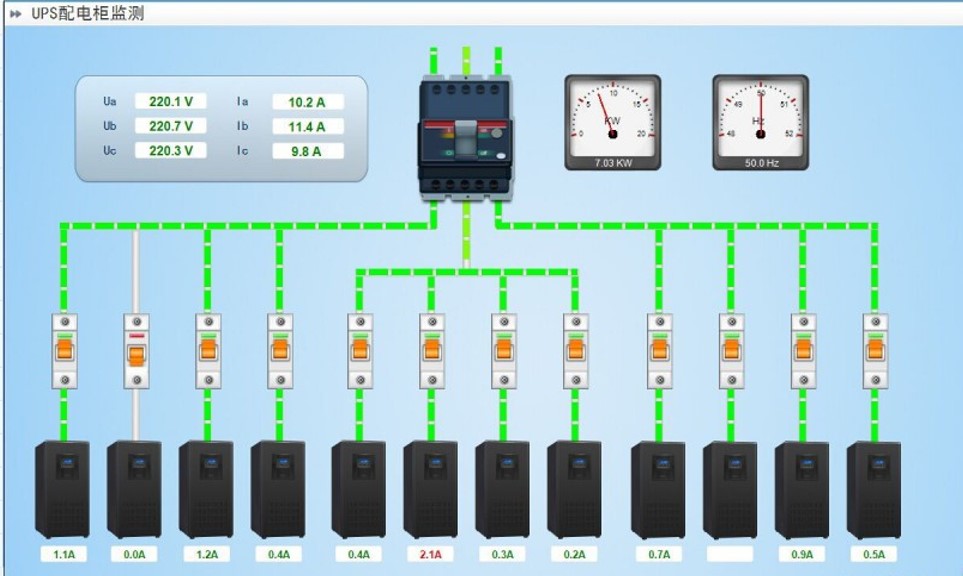 UPS配电柜监测
Ua 220.1 V Ia 10.2 A
Ub 220.7 V Ib 11.4 A
Uc 220.3 V Ic 9.8 A
0 5 10 15 20
KW
7.03 KW
48 49 50 51 52
Hz
50.0 Hz
1.1A 0.0A 1.2A 0.4A 0.4A 2.1A 0.3A 0.2A 0.7A 0.9A 0.5A